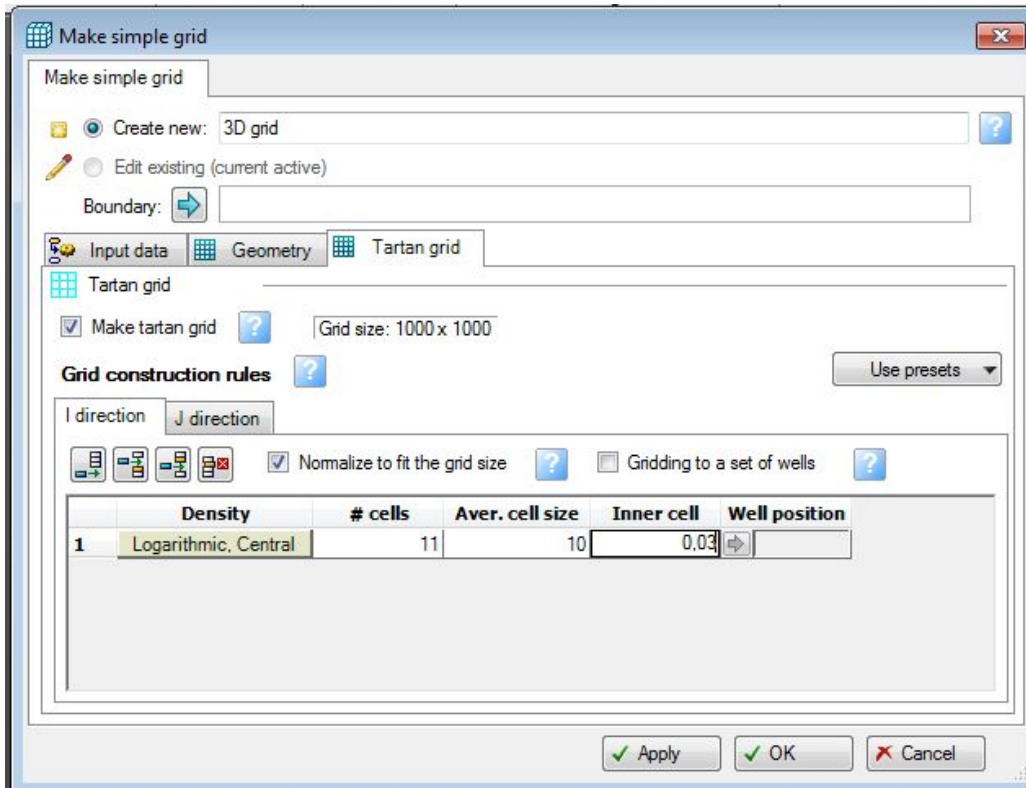 Make simple grid
Make simple grid
Create new: 3D grid ?
Edit existing (current active)
Boundary:
Input data Geometry Tartan grid
Tartan grid
Make tartan grid ? Grid size: 1000 x 1000
Grid construction rules ? Use presets
I direction J direction
Normalize to fit the grid size ? Gridding to a set of wells ?
Density # cells Aver. cell size Inner cell Well position
1 Logarithmic, Central 11 10 0,03
Apply OK Cancel